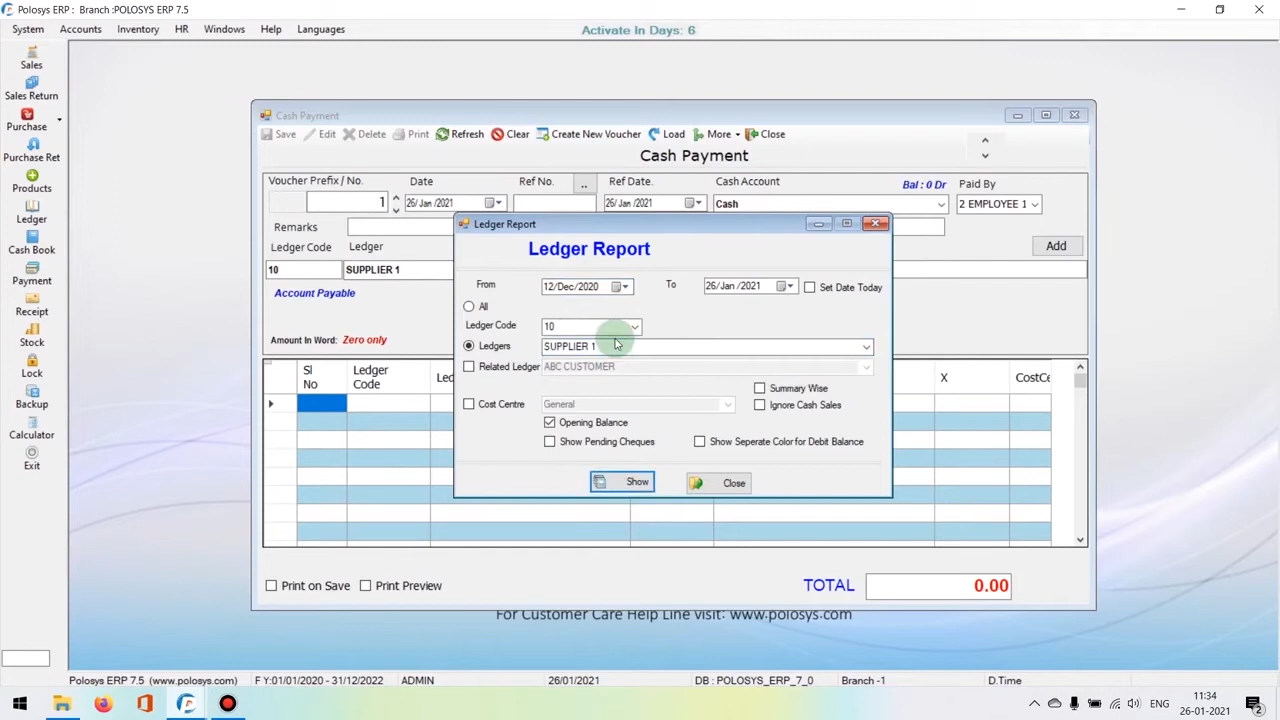 Polosys ERP : Branch :POLOSYS ERP 7.5
System Accounts Inventory HR Windows Help Languages
Activate In Days: 6
Sales
Sales Return
Purchase
Purchase Ret
Products
Ledger
Cash Book
Payment
Receipt
Stock
Ledger
Backup
Calculator
Exit
Cash Payment
Save Edit Delete Print Refresh Clear Create New Voucher Load More Close
Cash Payment
Voucher Prefix / No. Date Ref No. .. Ref Date. Cash Account Bal : 0 Dr Paid By
1 26/Jan/2021 26/Jan/2021 Cash 2 EMPLOYEE 1
Remarks
Ledger Code Ledger Add
10 SUPPLIER 1
Account Payable
Amount In Word: Zero only
Sl No Ledger Code Led X CostCe
Ledger Report
Ledger Report
From 12/Dec/2020 To 26/Jan/2021 Set Date Today
All
Ledger Code 10
Ledgers SUPPLIER 1
Related Ledger ABC CUSTOMER
Summary Wise
Cost Centre General Ignore Cash Sales
Opening Balance
Show Pending Cheques Show Seperate Color for Debit Balance
Show Close
Print on Save Print Preview TOTAL 0.00
For Customer Care Help Line visit: www.polosys.com
Polosys ERP 7.5 (www.polosys.com) F Y:01/01/2020 - 31/12/2022 ADMIN 26/01/2021 DB : POLOSYS_ERP_7_0 Branch -1 D.Time
ENG 11:34
26-01-2021
2